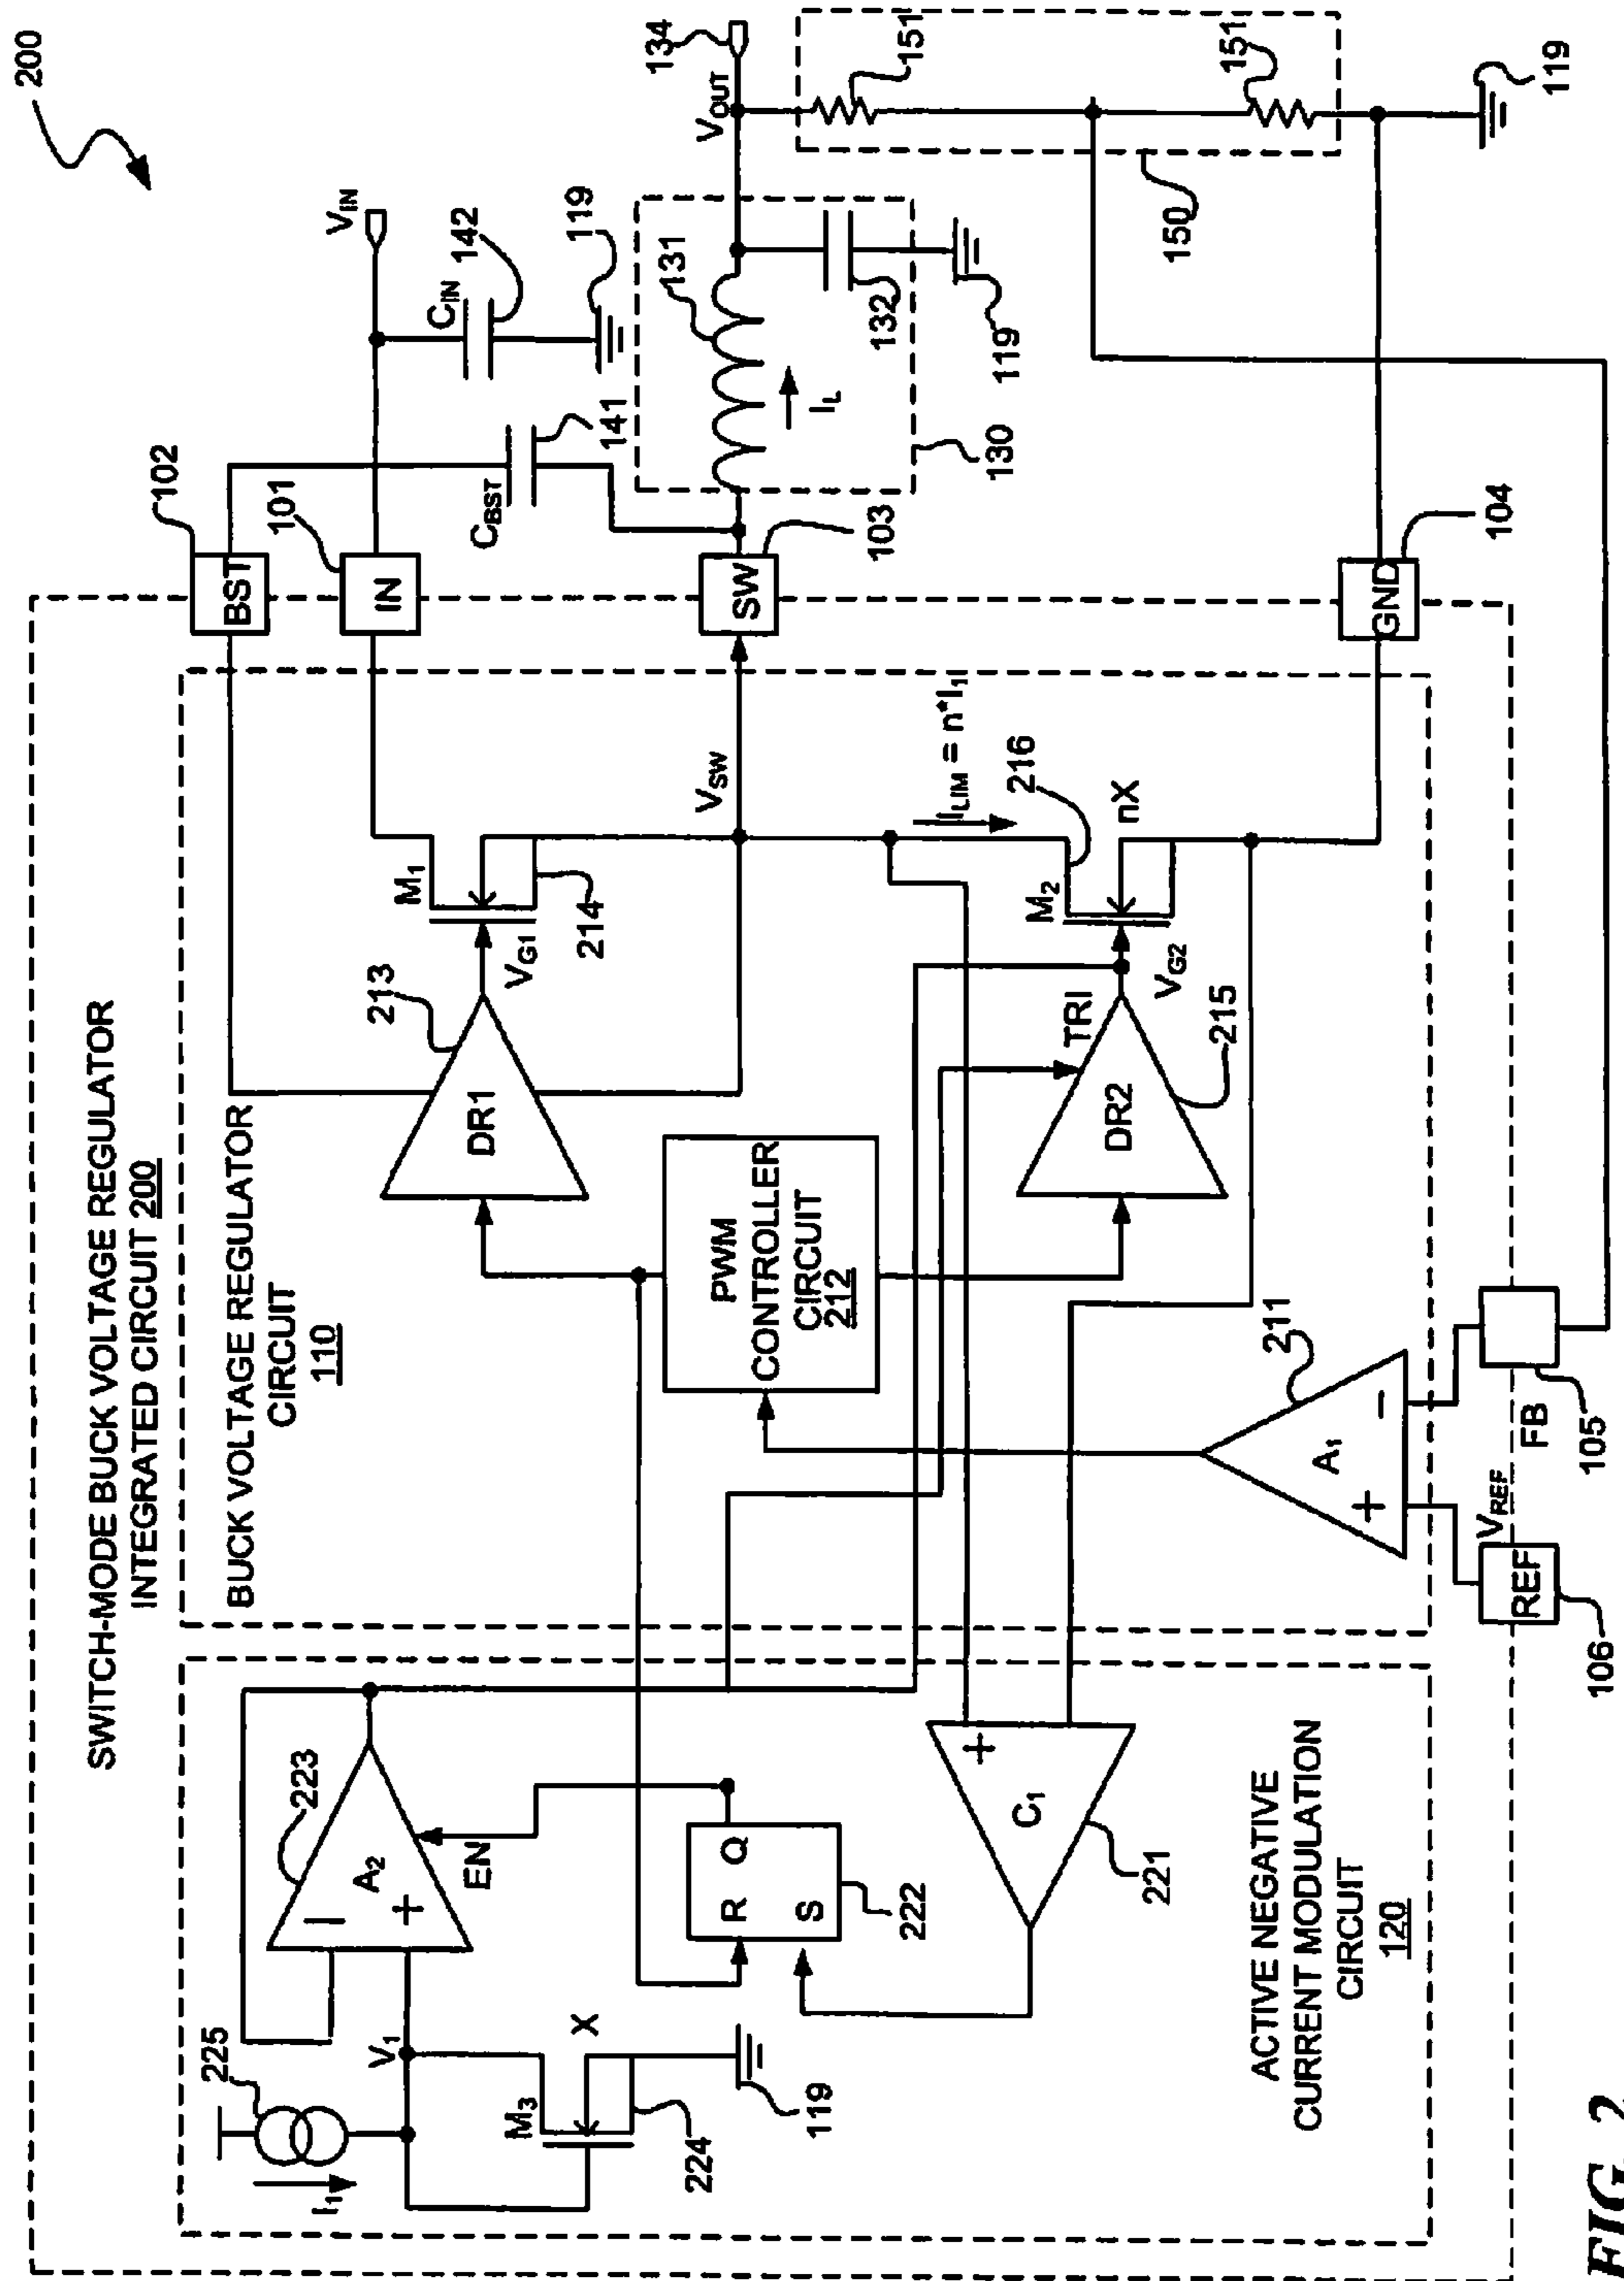 200
SWITCH-MODE BUCK VOLTAGE REGULATOR
INTEGRATED CIRCUIT 200
BUCK VOLTAGE REGULATOR
CIRCUIT
110
102
BST
101
IN
V_IN
C_IN
142
119
C_BST
141
213
DR1
V_G1
M_1
214
V_SW
SW
103
131
I_L
130
132
119
V_OUT
134
151
151
150
119
PWM
CONTROLLER
CIRCUIT
212
I_LIM = n*I_1
216
M_2
nX
TRI
DR2
V_G2
215
GND
104
211
A_1
+
−
V_REF
REF
106
FB
105
225
I_1
V_1
M_3
X
224
119
223
A_2
−
+
EN
R
Q
S
222
+
C_1
221
ACTIVE NEGATIVE
CURRENT MODULATION
CIRCUIT
120
FIG. 2